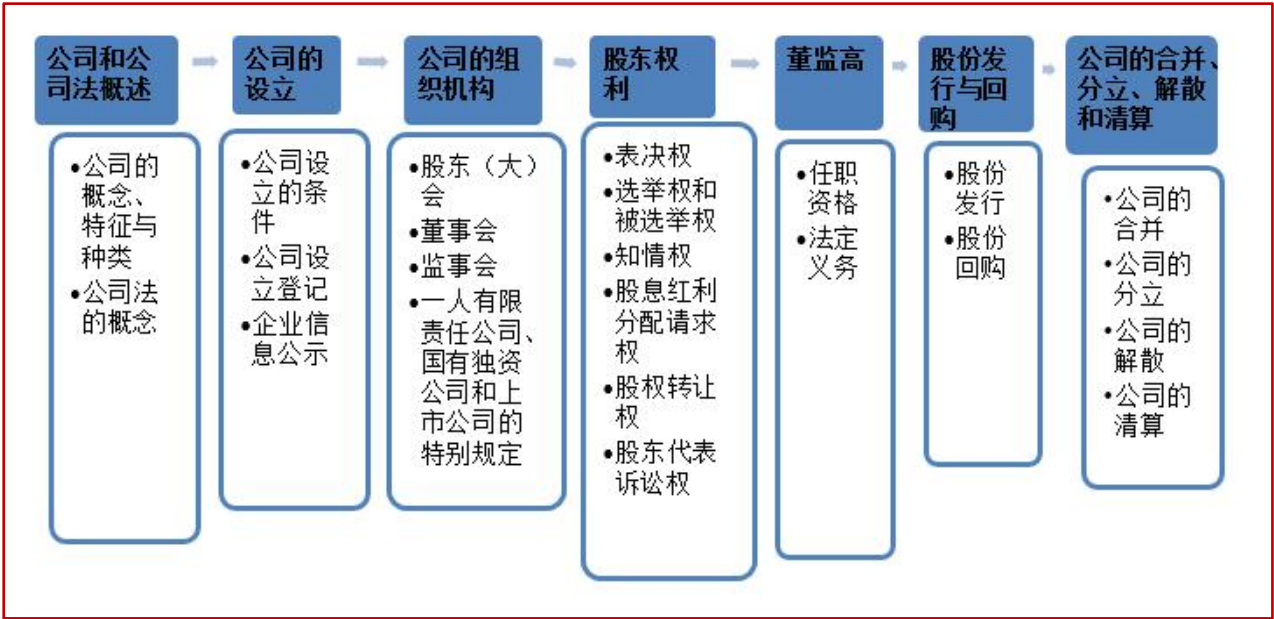 公司和公
司法概述
•公司的
概念、
特征与
种类
•公司法
的概念
公司的
设立
•公司设
立的条
件
•公司设
立登记
•企业信
息公示
公司的组
织机构
•股东（大）
会
•董事会
•监事会
•一人有限
责任公司、
国有独资
公司和上
市公司的
特别规定
股东权
利
•表决权
•选举权和
被选举权
•知情权
•股息红利
分配请求
权
•股权转让
权
•股东代表
诉讼权
董监高
•任职
资格
•法定
义务
股份发
行与回
购
•股份
发行
•股份
回购
公司的合并、
分立、解散
和清算
•公司的
合并
•公司的
分立
•公司的
解散
•公司的
清算